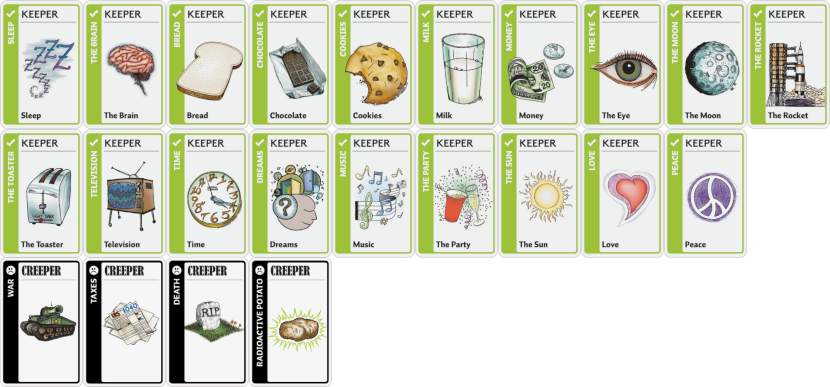 SLEEP
KEEPER
Sleep
THE BRAIN
KEEPER
The Brain
BREAD
KEEPER
Bread
CHOCOLATE
KEEPER
Chocolate
COOKIES
KEEPER
Cookies
MILK
KEEPER
Milk
MONEY
KEEPER
20
20
Money
THE EYE
KEEPER
The Eye
THE MOON
KEEPER
The Moon
THE ROCKET
KEEPER
The Rocket
THE TOASTER
KEEPER
The Toaster
TELEVISION
KEEPER
Television
TIME
KEEPER
Time
DREAMS
KEEPER
?
Dreams
MUSIC
KEEPER
Music
THE PARTY
KEEPER
The Party
THE SUN
KEEPER
The Sun
LOVE
KEEPER
Love
PEACE
KEEPER
Peace
WAR
CREEPER
TAXES
CREEPER
1040
DEATH
CREEPER
RIP
RADIOACTIVE POTATO
CREEPER